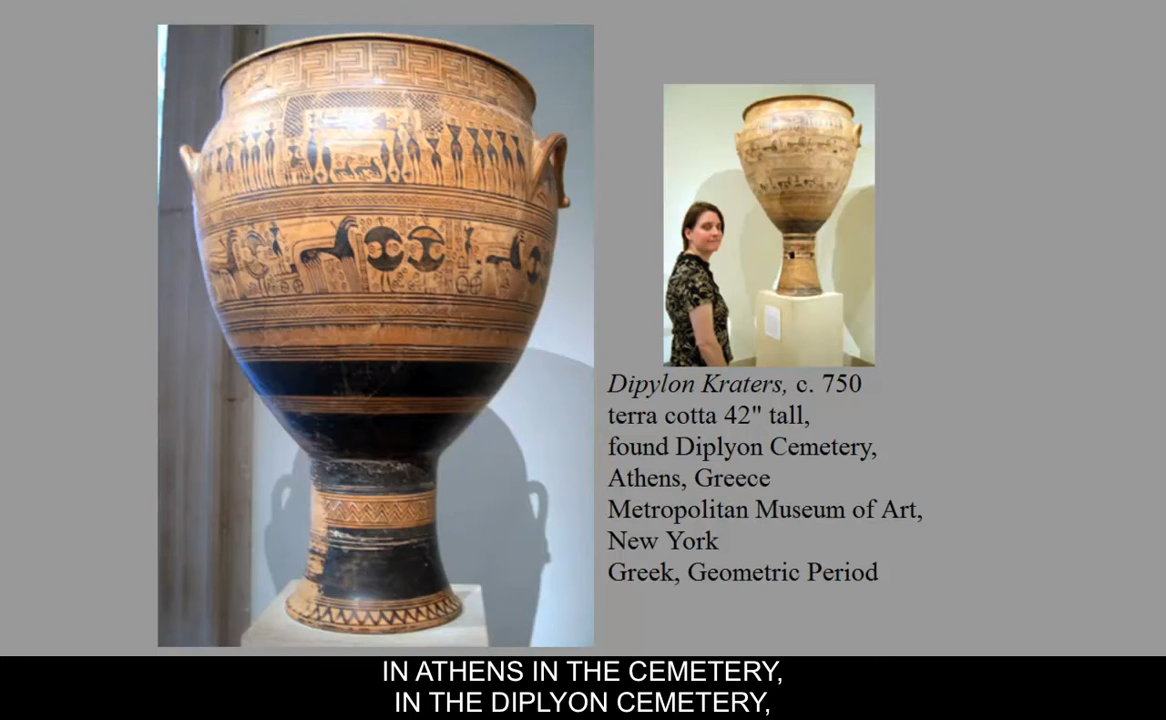 Dipylon Kraters, c. 750
terra cotta 42" tall,
found Diplyon Cemetery,
Athens, Greece
Metropolitan Museum of Art,
New York
Greek, Geometric Period
IN ATHENS IN THE CEMETERY,
IN THE DIPLYON CEMETERY,